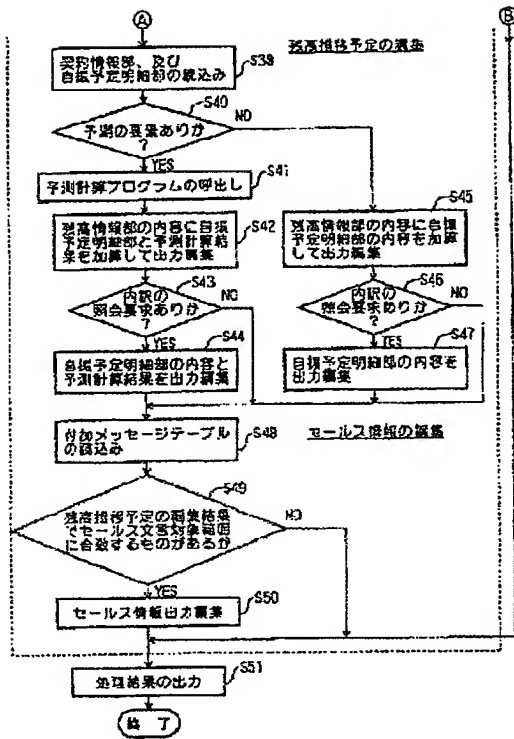 A
B
残高推移予定の編集
契約情報部、及び
自振予定明細部の読込み
S39
S40
予測の要求ありか
?
NO
YES
S41
予測計算プログラムの呼出し
S42
残高情報部の内容に自振
予定明細部と予測計算結
果を加算して出力編集
S45
残高情報部の内容に自振
予定明細部の内容を加算
して出力編集
S43
内訳の
照会要求ありか
?
NO
YES
S44
自振予定明細部の内容と
予測計算結果を出力編集
S46
内訳の
照会要求ありか
?
NO
YES
S47
自振予定明細部の内容を
出力編集
セールス情報の編集
付加メッセージテーブル
の読込み
S48
S49
残高推移予定の編集結果
でセールス文言対象範囲
に合致するものがあるか
NO
YES
セールス情報出力編集
S50
処理結果の出力
S51
終 了